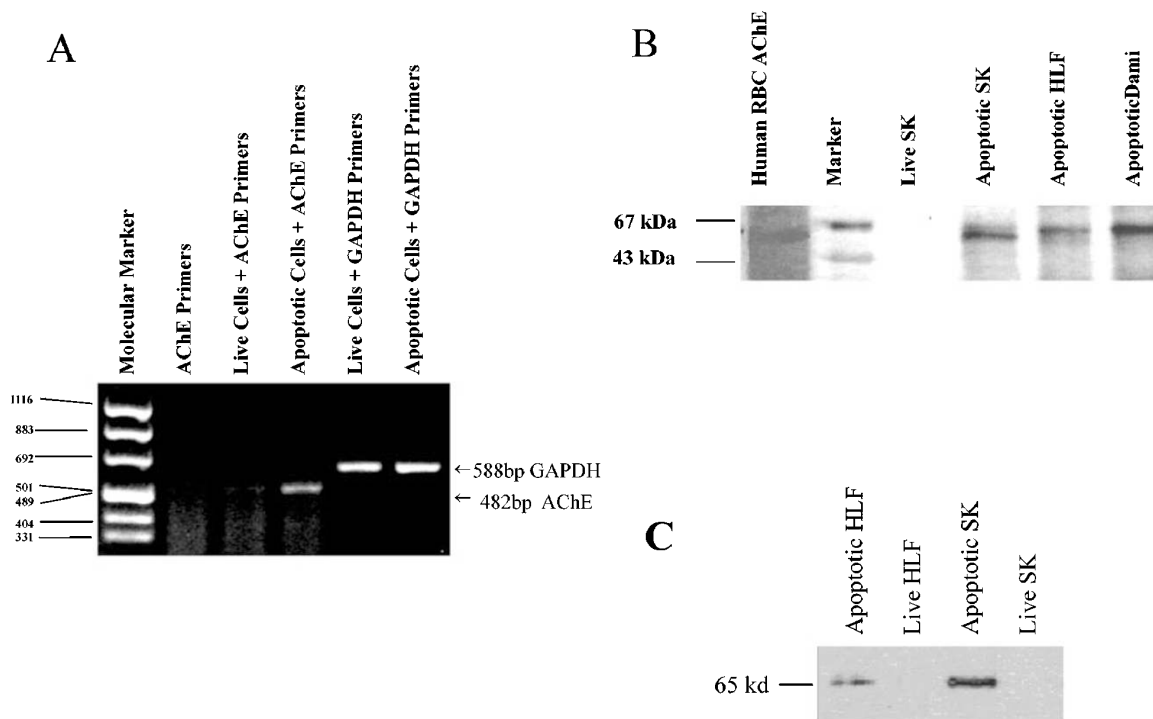 A
Molecular Marker
AChE Primers
Live Cells + AChE Primers
Apoptotic Cells + AChE Primers
Live Cells + GAPDH Primers
Apoptotic Cells + GAPDH Primers
1116
883
692
501
489
404
331
←588bp GAPDH
← 482bp AChE
B
Human RBC AChE
Marker
Live SK
Apoptotic SK
Apoptotic HLF
ApoptoticDami
67 kDa
43 kDa
C
Apoptotic HLF
Live HLF
Apoptotic SK
Live SK
65 kd